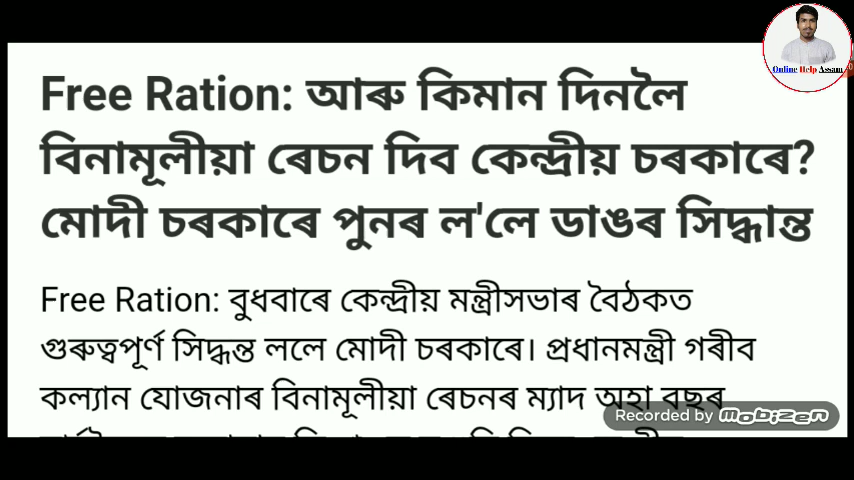 Online Help Assam
Free Ration: আৰু কিমান দিনলৈ
বিনামূলীয়া ৰেচন দিব কেন্দ্ৰীয় চৰকাৰে?
মোদী চৰকাৰে পুনৰ ল'লে ডাঙৰ সিদ্ধান্ত
Free Ration: বুধবাৰে কেন্দ্ৰীয় মন্ত্ৰীসভাৰ বৈঠকত
গুৰুত্বপূৰ্ণ সিদ্ধন্ত ললে মোদী চৰকাৰে। প্ৰধানমন্ত্ৰী গৰীব
কল্যান যোজনাৰ বিনামূলীয়া ৰেচনৰ ম্যাদ অহা বছৰ
Recorded by mobizen